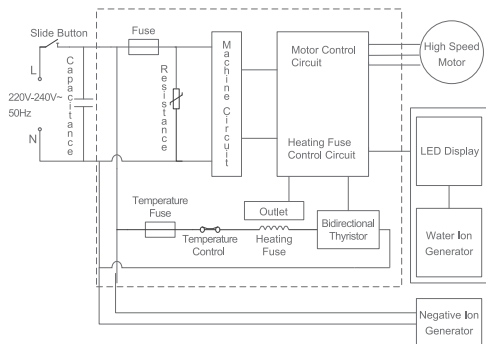 Slide Button
Fuse
L
220V-240V~
50Hz
N
Capacitance
Resistance
Machine Circuit
Motor Control
Circuit
Heating Fuse
Control Circuit
High Speed
Motor
LED Display
Water Ion
Generator
Temperature
Fuse
Temperature
Control
Heating
Fuse
Outlet
Bidirectional
Thyristor
Negative Ion
Generator